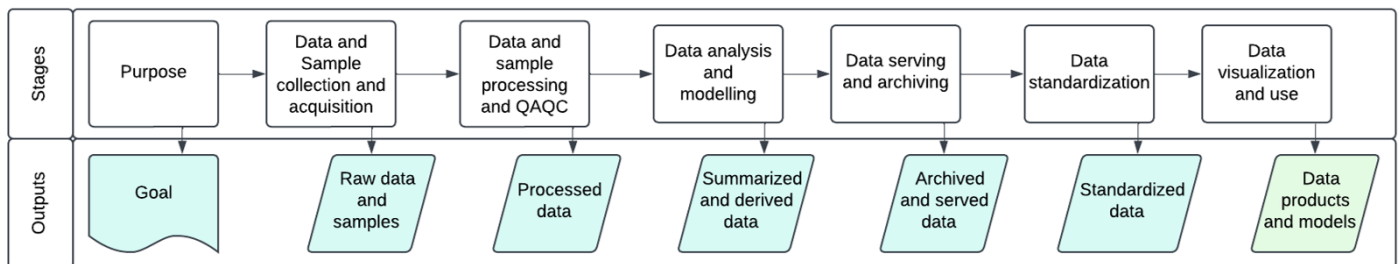 Stages
Purpose
Data and
Sample
collection and
acquisition
Data and
sample
processing
and QAQC
Data analysis
and
modelling
Data serving
and archiving
Data
standardization
Data
visualization
and use
Outputs
Goal
Raw data
and
samples
Processed
data
Summarized
and derived
data
Archived
and served
data
Standardized
data
Data
products
and models